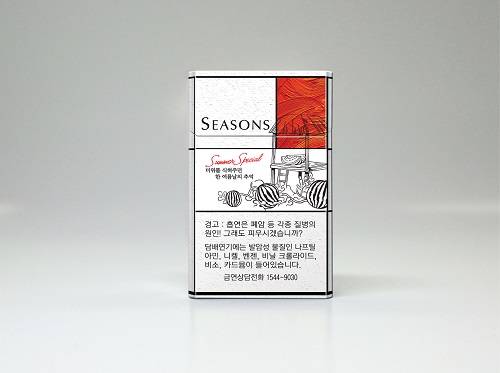 SEASONS
Summer Special
더위를 식혀주던
한 여름날의 추억
경고 : 흡연은 폐암 등 각종 질병의
원인! 그래도 피우시겠습니까?
담배연기에는 발암성 물질인 나프틸
아민, 니켈, 벤젠, 비닐 크롤라이드,
비소, 카드뮴이 들어있습니다.
금연상담전화 1544-9030